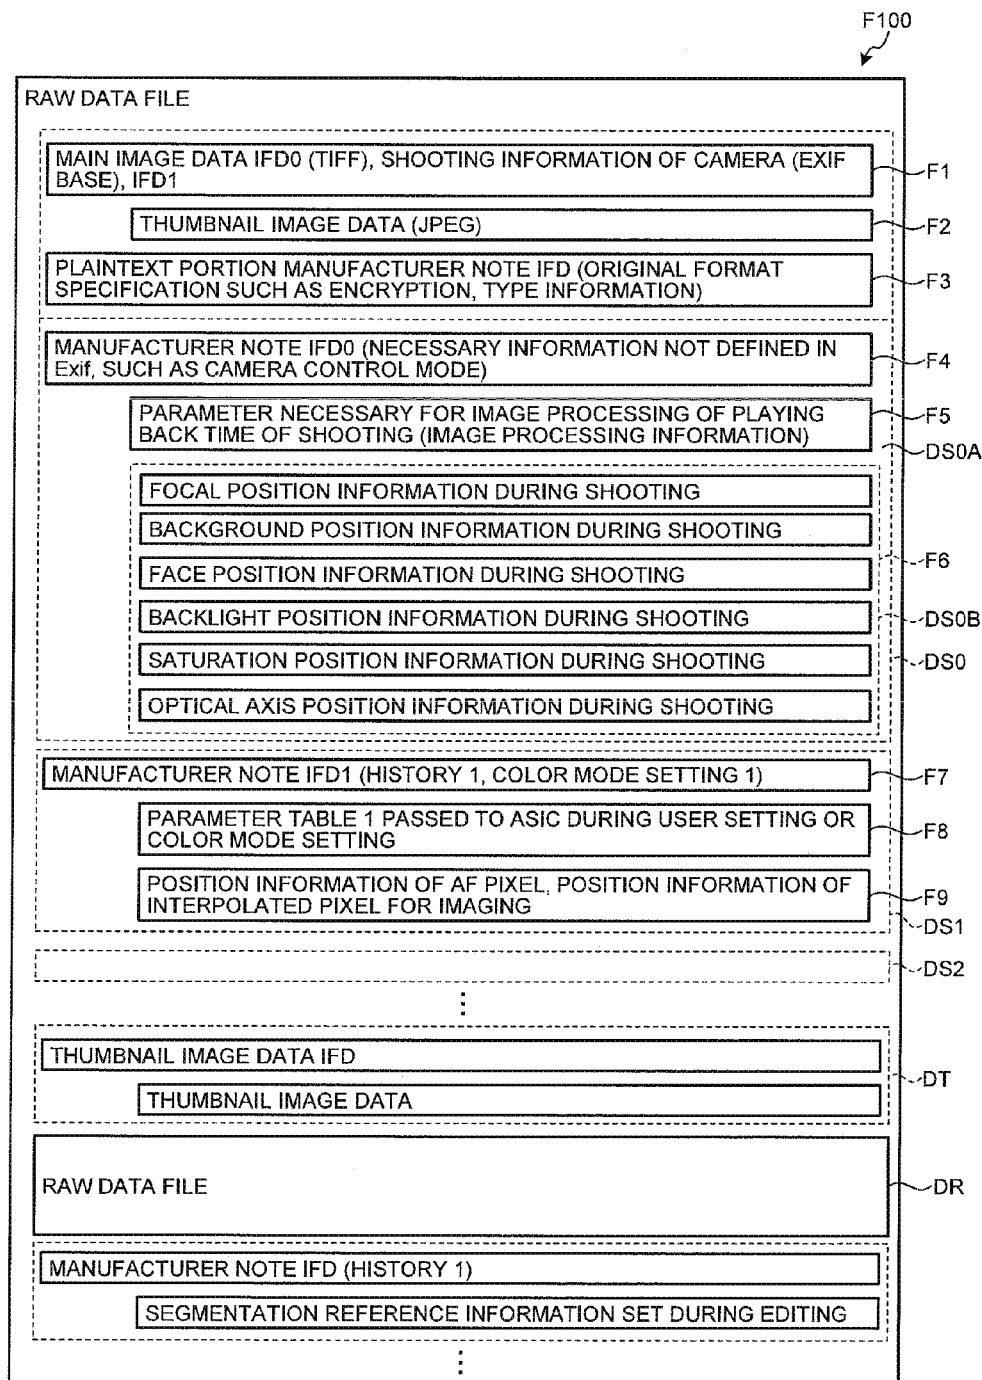 F100
RAW DATA FILE
MAIN IMAGE DATA IFD0 (TIFF), SHOOTING INFORMATION OF CAMERA (EXIF
BASE), IFD1
F1
THUMBNAIL IMAGE DATA (JPEG)
F2
PLAINTEXT PORTION MANUFACTURER NOTE IFD (ORIGINAL FORMAT
SPECIFICATION SUCH AS ENCRYPTION, TYPE INFORMATION)
F3
MANUFACTURER NOTE IFD0 (NECESSARY INFORMATION NOT DEFINED IN
Exif, SUCH AS CAMERA CONTROL MODE)
F4
PARAMETER NECESSARY FOR IMAGE PROCESSING OF PLAYING
BACK TIME OF SHOOTING (IMAGE PROCESSING INFORMATION)
F5
DS0A
FOCAL POSITION INFORMATION DURING SHOOTING
BACKGROUND POSITION INFORMATION DURING SHOOTING
FACE POSITION INFORMATION DURING SHOOTING
F6
BACKLIGHT POSITION INFORMATION DURING SHOOTING
DS0B
SATURATION POSITION INFORMATION DURING SHOOTING
DS0
OPTICAL AXIS POSITION INFORMATION DURING SHOOTING
MANUFACTURER NOTE IFD1 (HISTORY 1, COLOR MODE SETTING 1)
F7
PARAMETER TABLE 1 PASSED TO ASIC DURING USER SETTING OR
COLOR MODE SETTING
F8
POSITION INFORMATION OF AF PIXEL, POSITION INFORMATION OF
INTERPOLATED PIXEL FOR IMAGING
F9
DS1
DS2
THUMBNAIL IMAGE DATA IFD
DT
THUMBNAIL IMAGE DATA
RAW DATA FILE
DR
MANUFACTURER NOTE IFD (HISTORY 1)
SEGMENTATION REFERENCE INFORMATION SET DURING EDITING